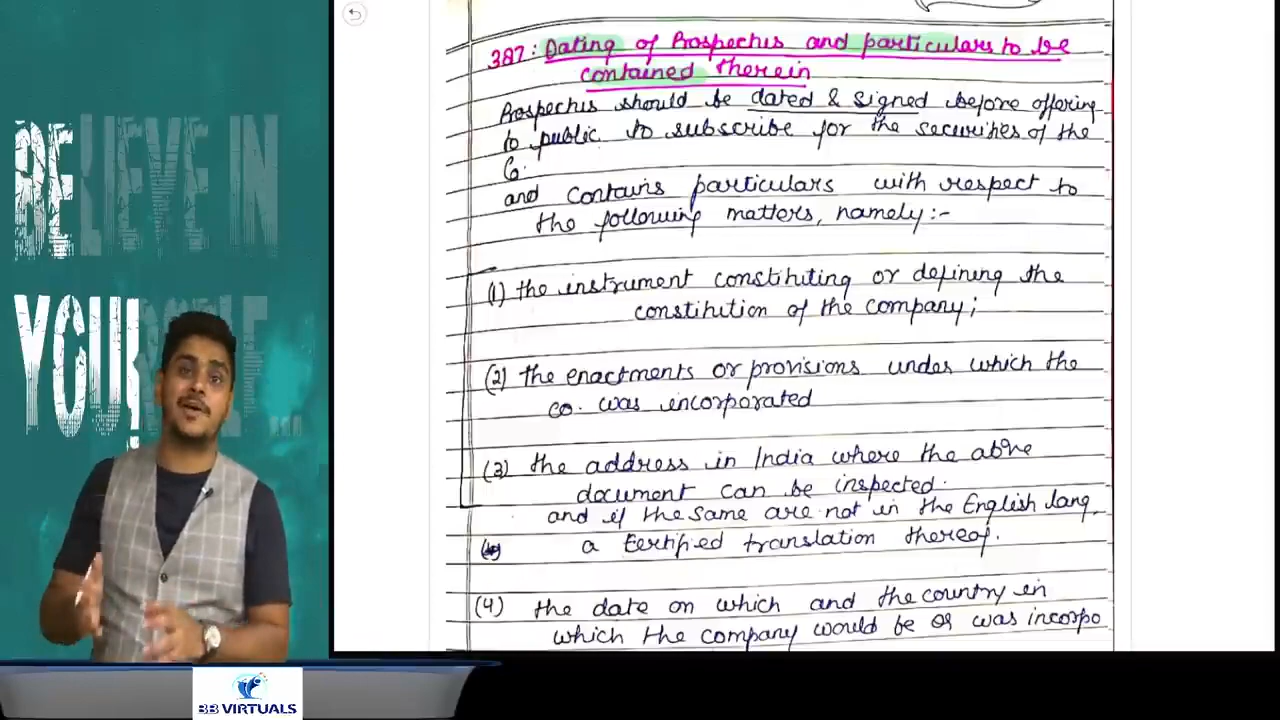 BELIEVE IN
YOURSELF...
387: Dating of Prospectus and particulars to be
contained therein
Prospectus should be dated & signed before offering
to public to subscribe for the securities of the
Co.
and contains particulars with respect to
the following matters, namely:-
(1) the instrument constituting or defining the
constitution of the company;
(2) the enactments or provisions under which the
co. was incorporated
(3) the address in India where the above
document can be inspected.
and if the same are not in the English lang,
a certified translation thereof.
(4) the date on which and the country in
which the company would be or was incorpo
BB VIRTUALS